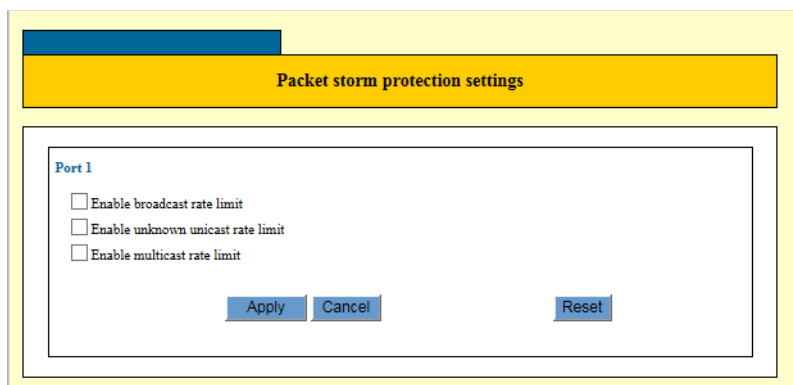 Packet storm protection settings
Port 1
Enable broadcast rate limit
Enable unknown unicast rate limit
Enable multicast rate limit
Apply Cancel Reset